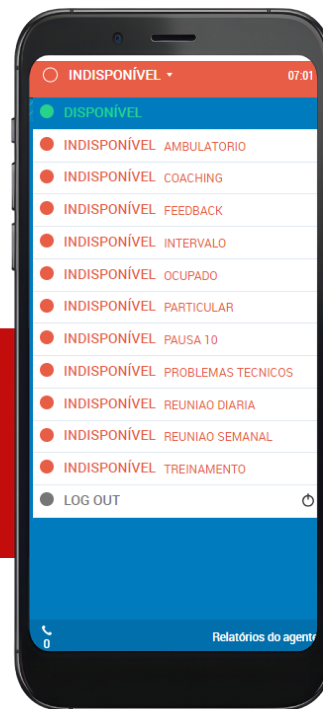 INDISPONÍVEL 07:01
DISPONÍVEL
INDISPONÍVEL AMBULATORIO
INDISPONÍVEL COACHING
INDISPONÍVEL FEEDBACK
INDISPONÍVEL INTERVALO
INDISPONÍVEL OCUPADO
INDISPONÍVEL PARTICULAR
INDISPONÍVEL PAUSA 10
INDISPONÍVEL PROBLEMAS TECNICOS
INDISPONÍVEL REUNIAO DIARIA
INDISPONÍVEL REUNIAO SEMANAL
INDISPONÍVEL TREINAMENTO
LOG OUT
0 Relatórios do agente